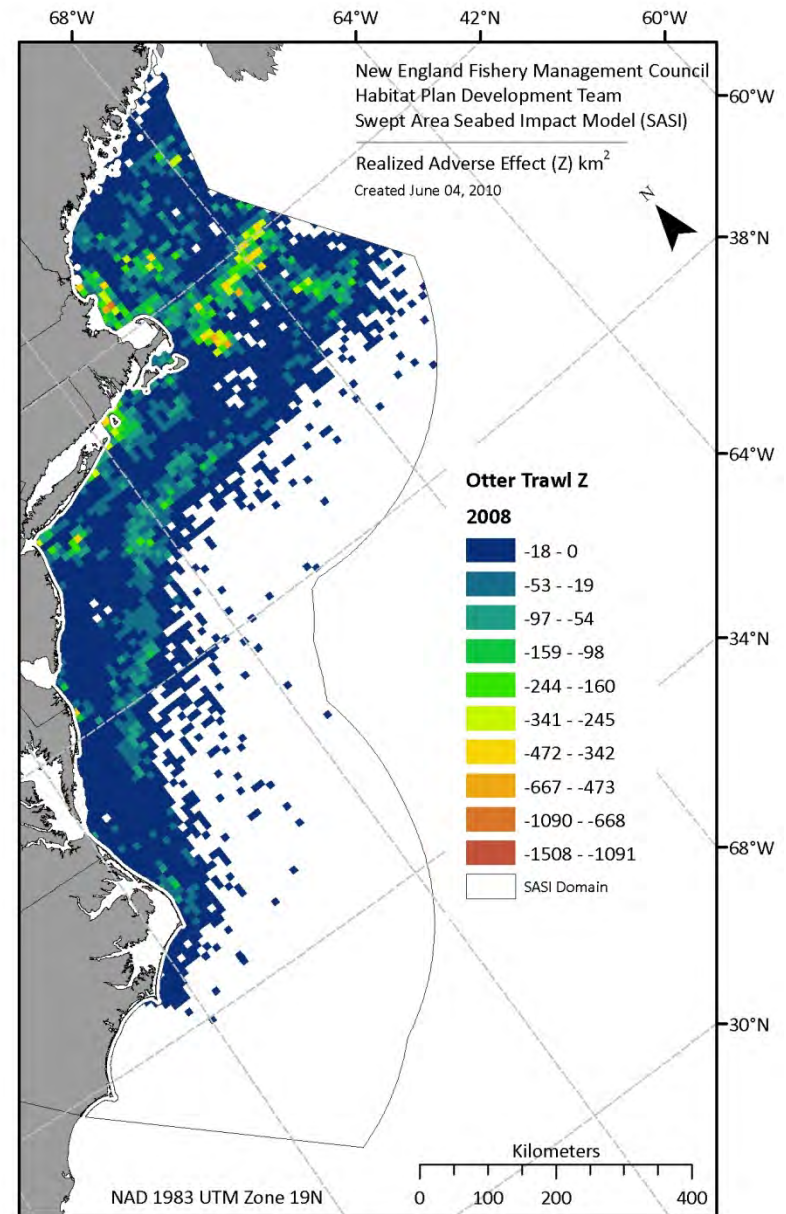 68°W
64°W
42°N
60°W
New England Fishery Management Council
Habitat Plan Development Team
Swept Area Seabed Impact Model (SASI)
Realized Adverse Effect (Z) km²
Created June 04, 2010
N
60°W
38°N
64°W
34°N
68°W
30°N
Otter Trawl Z
2008
-18 - 0
-53 - -19
-97 - -54
-159 - -98
-244 - -160
-341 - -245
-472 - -342
-667 - -473
-1090 - -668
-1508 - -1091
SASI Domain
Kilometers
0 100 200 400
NAD 1983 UTM Zone 19N